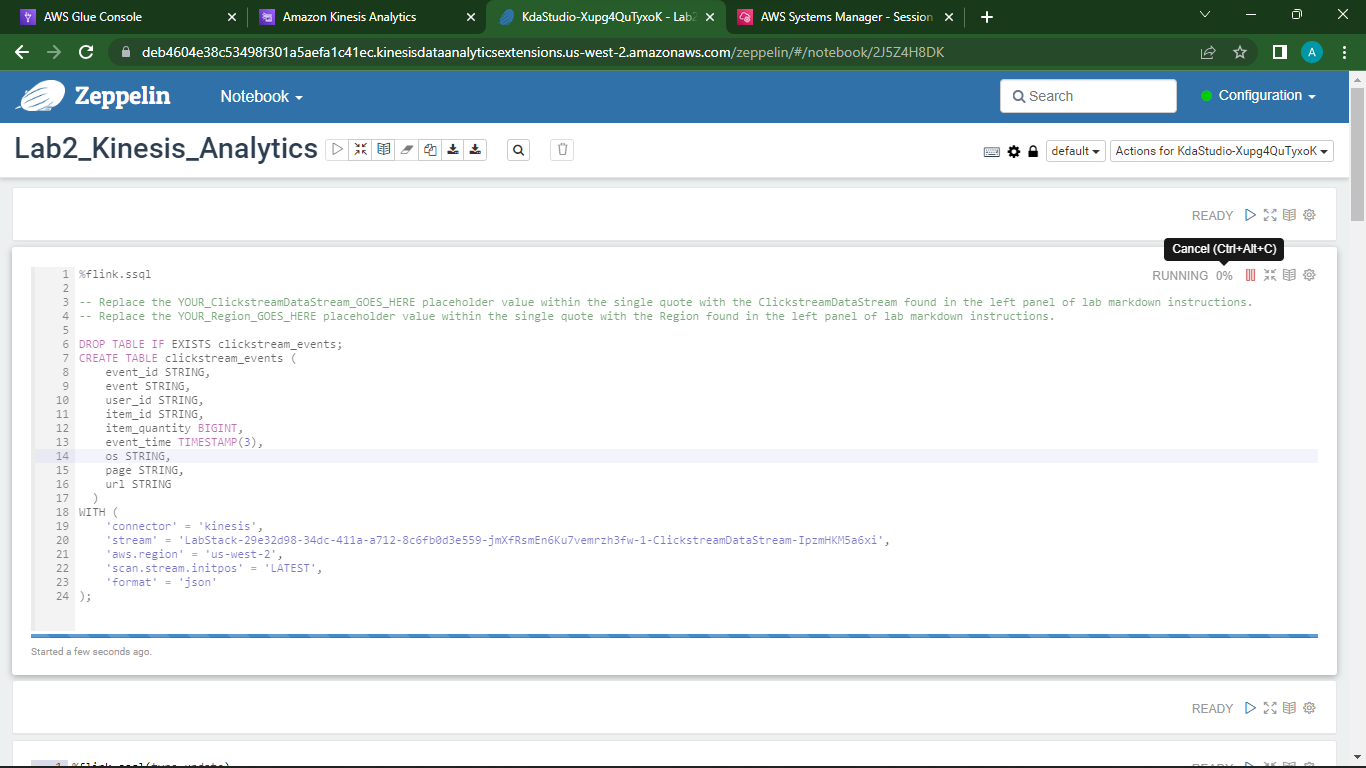 AWS Glue Console
Amazon Kinesis Analytics
KdaStudio-Xupg4QuTyxoK - Lab2
AWS Systems Manager - Session
deb4604e38c53498f301a5aefa1c41ec.kinesisdataanalyticsextensions.us-west-2.amazonaws.com/zeppelin/#/notebook/2J5Z4H8DK
A
Zeppelin
Notebook
Search
Configuration
Lab2_Kinesis_Analytics
default
Actions for KdaStudio-Xupg4QuTyxoK
READY
Cancel (Ctrl+Alt+C)
RUNNING 0%
1 %flink.ssql
2
3 -- Replace the YOUR_ClickstreamDataStream_GOES_HERE placeholder value within the single quote with the ClickstreamDataStream found in the left panel of lab markdown instructions.
4 -- Replace the YOUR_Region_GOES_HERE placeholder value within the single quote with the Region found in the left panel of lab markdown instructions.
5
6 DROP TABLE IF EXISTS clickstream_events;
7 CREATE TABLE clickstream_events (
8 event_id STRING,
9 event STRING,
10 user_id STRING,
11 item_id STRING,
12 item_quantity BIGINT,
13 event_time TIMESTAMP(3),
14 os STRING,
15 page STRING,
16 url STRING
17 )
18 WITH (
19 'connector' = 'kinesis',
20 'stream' = 'LabStack-29e32d98-34dc-411a-a712-8c6fb0d3e559-jmXfRsmEn6Ku7vemrzh3fw-1-ClickstreamDataStream-IpzmHKM5a6xi',
21 'aws.region' = 'us-west-2',
22 'scan.stream.initpos' = 'LATEST',
23 'format' = 'json'
24 );
Started a few seconds ago.
READY
1 %flink.ssql(type=update)
READY